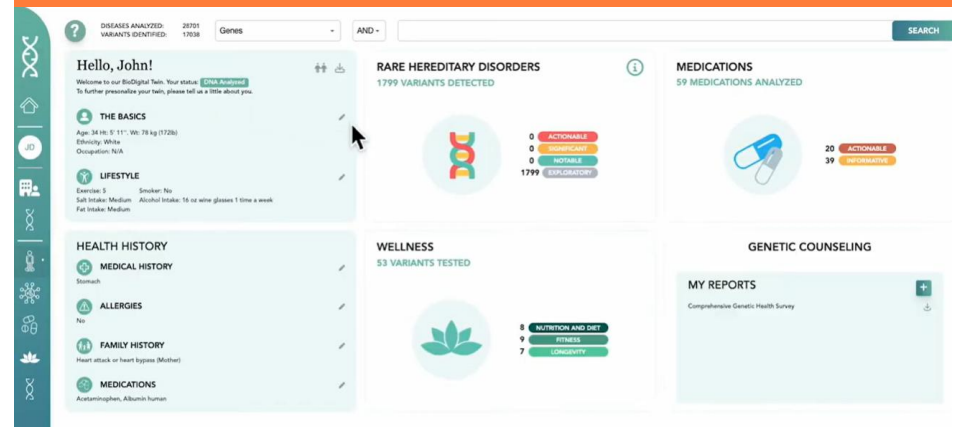 DISEASES ANALYZED: 28701
VARIANTS IDENTIFIED: 17038
Genes
AND
SEARCH
JD
Hello, John!
Welcome to our BioDigital Twin. Your status: DNA Analyzed
To further presonalize your twin, please tell us a little about you.
THE BASICS
Age: 34 Ht: 5' 11". Wt: 78 kg (172lb)
Ethnicity: White
Occupation: N/A
LIFESTYLE
Exercise: 5 Smoker: No
Salt Intake: Medium Alcohol Intake: 16 oz wine glasses 1 time a week
Fat Intake: Medium
RARE HEREDITARY DISORDERS
1799 VARIANTS DETECTED
0 ACTIONABLE
0 SIGNIFICANT
0 NOTABLE
1799 EXPLORATORY
MEDICATIONS
59 MEDICATIONS ANALYZED
20 ACTIONABLE
39 INFORMATIVE
HEALTH HISTORY
MEDICAL HISTORY
Stomach
ALLERGIES
No
FAMILY HISTORY
Heart attack or heart bypass (Mother)
MEDICATIONS
Acetaminophen, Albumin human
WELLNESS
53 VARIANTS TESTED
8 NUTRITION AND DIET
9 FITNESS
7 LONGEVITY
GENETIC COUNSELING
MY REPORTS
Comprehensive Genetic Health Survey